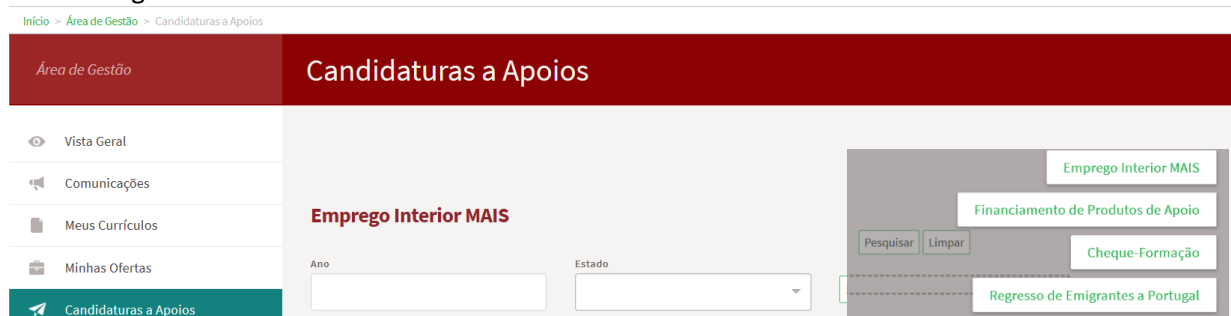 Início > Área de Gestão > Candidaturas a Apoios
Área de Gestão
Candidaturas a Apoios
Vista Geral
Comunicações
Meus Currículos
Minhas Ofertas
Candidaturas a Apoios
Emprego Interior MAIS
Ano
Estado
Pesquisar
Limpar
Emprego Interior MAIS
Financiamento de Produtos de Apoio
Cheque-Formação
Regresso de Emigrantes a Portugal